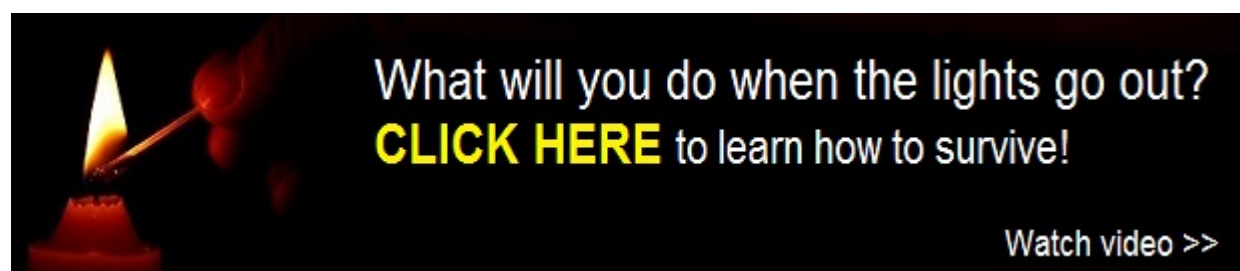 What will you do when the lights go out?
CLICK HERE to learn how to survive!
Watch video >>